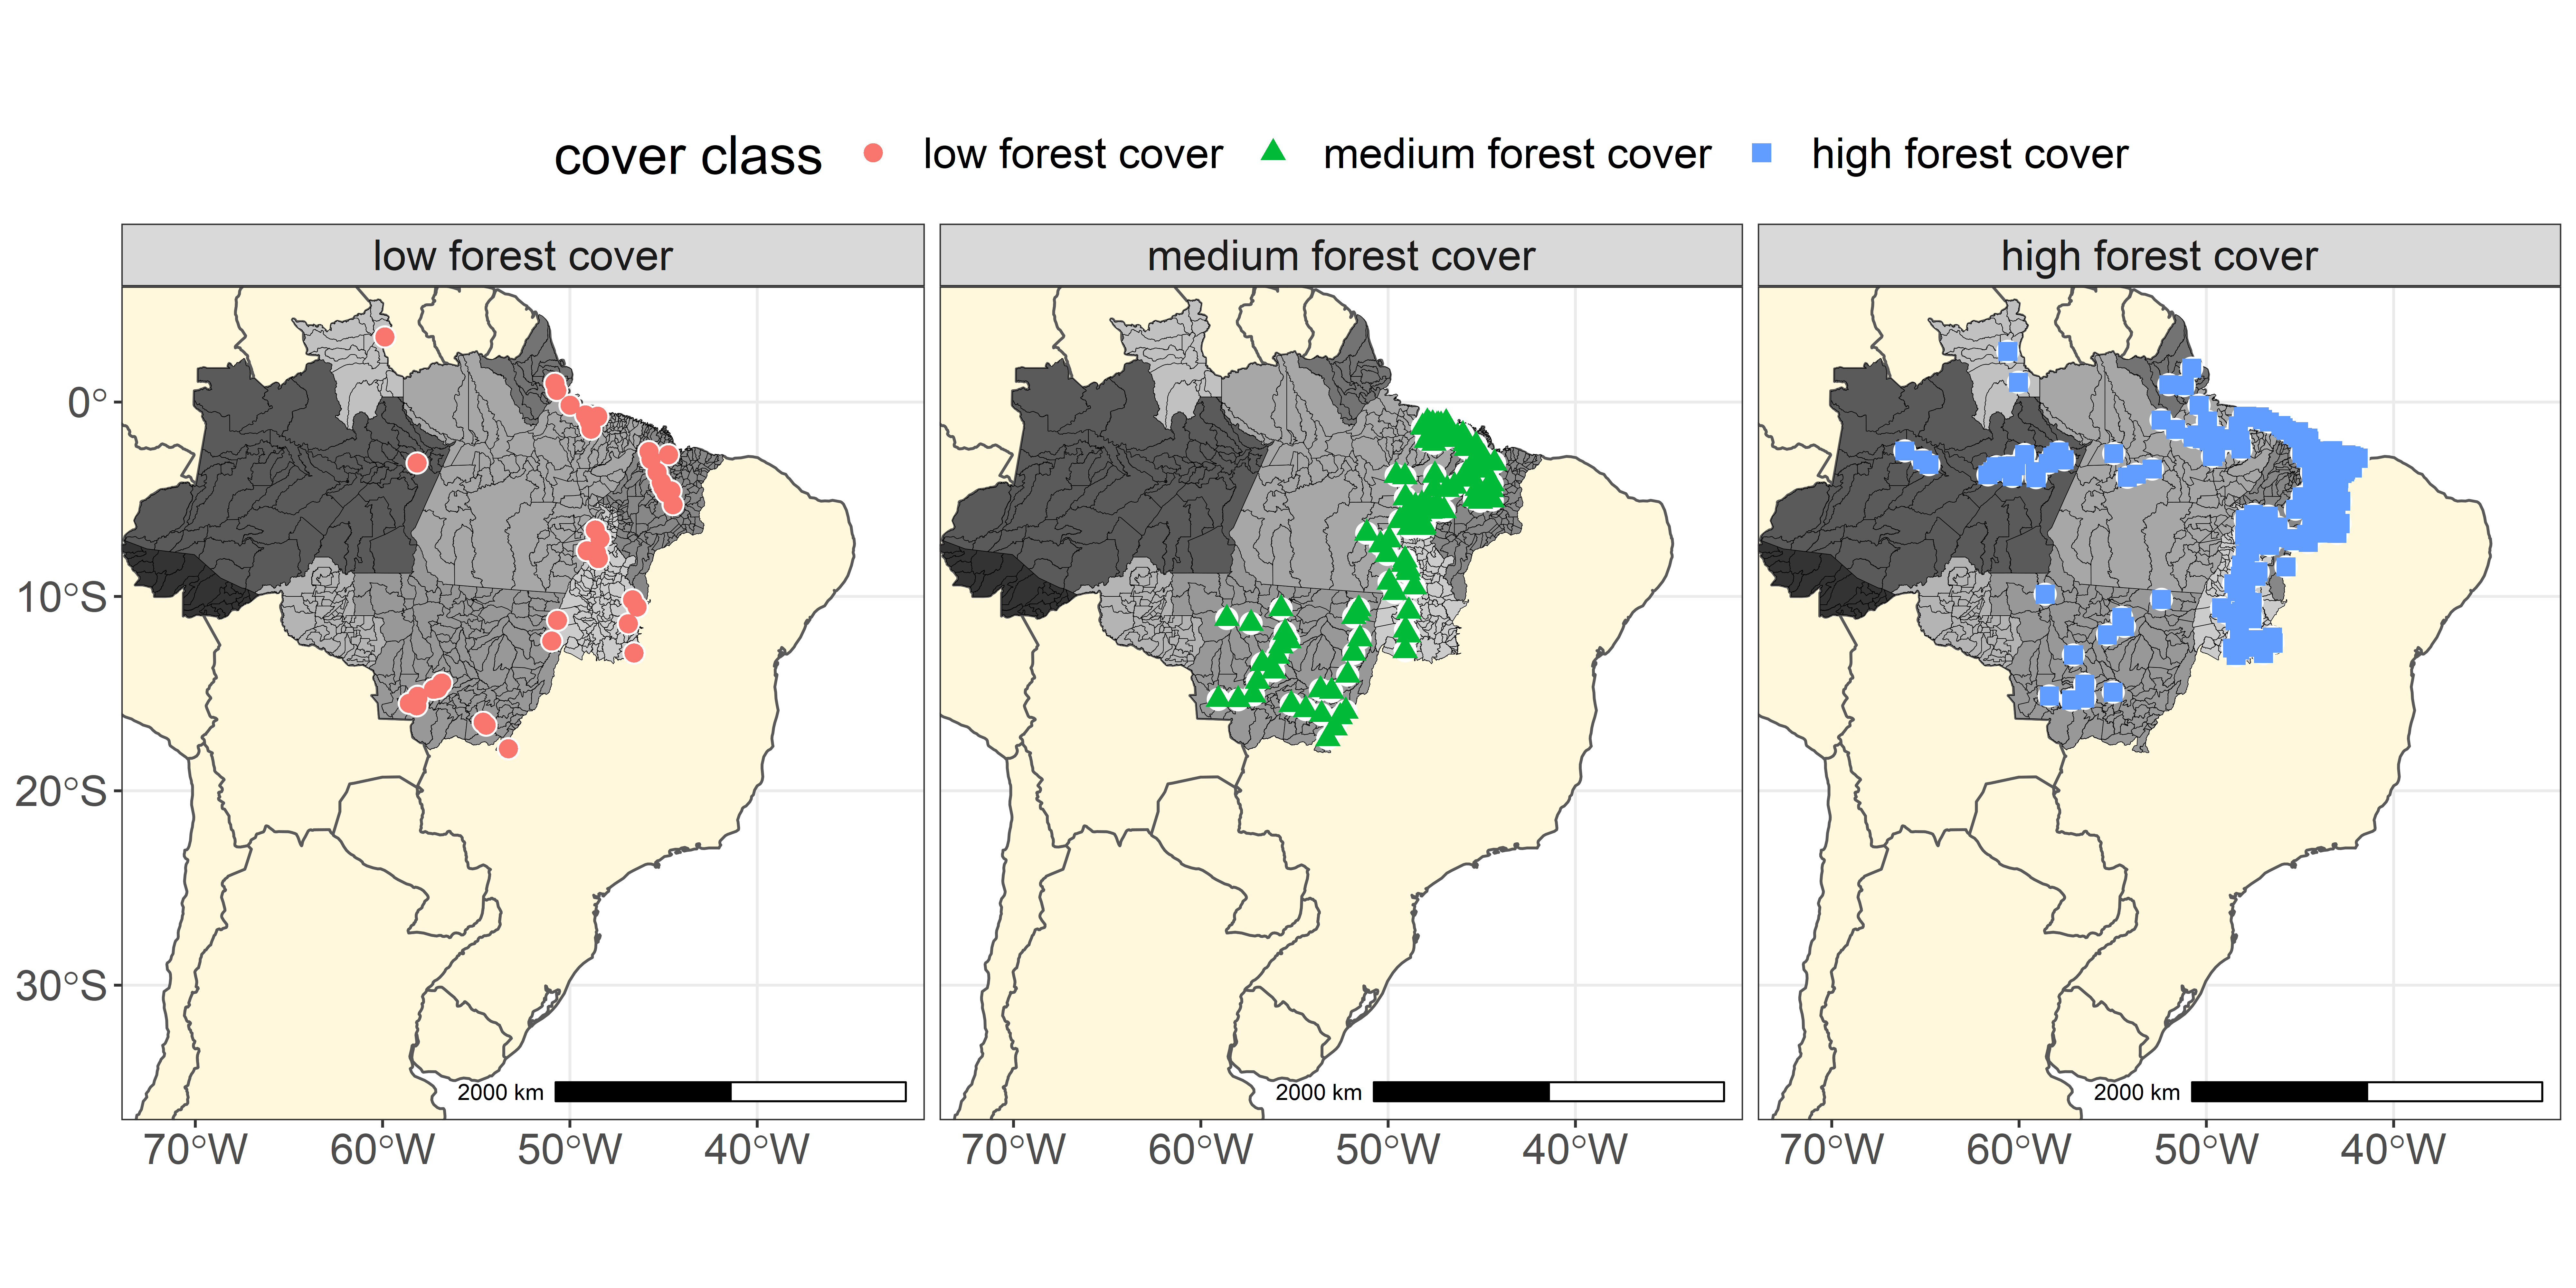 cover class low forest cover medium forest cover high forest cover
low forest cover medium forest cover high forest cover
0°
10°S
20°S
30°S
2000 km 2000 km 2000 km
70°W 60°W 50°W 40°W 70°W 60°W 50°W 40°W 70°W 60°W 50°W 40°W